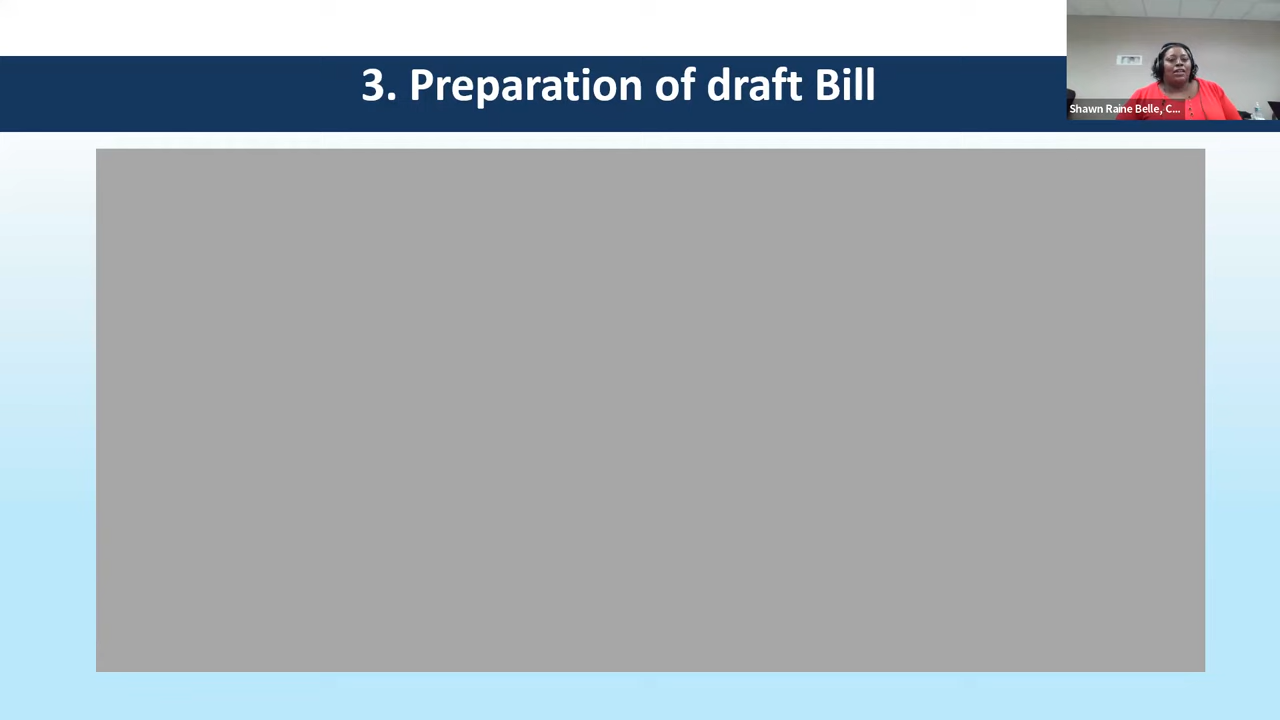 3. Preparation of draft Bill
Shawn Raine Belle, C...